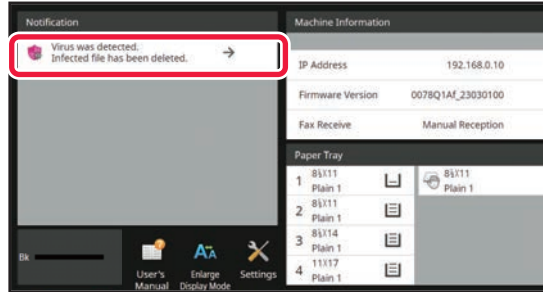 Notification
Virus was detected.
Infected file has been deleted.
→
Machine Information
IP Address 192.168.0.10
Firmware Version 0078Q1Af_23030100
Fax Receive Manual Reception
Paper Tray
1 8½X11
Plain 1
8½X11
Plain 1
2 8½X11
Plain 1
3 8½X14
Plain 1
4 11X17
Plain 1
Bk
User's
Manual
Enlarge
Display Mode
Settings